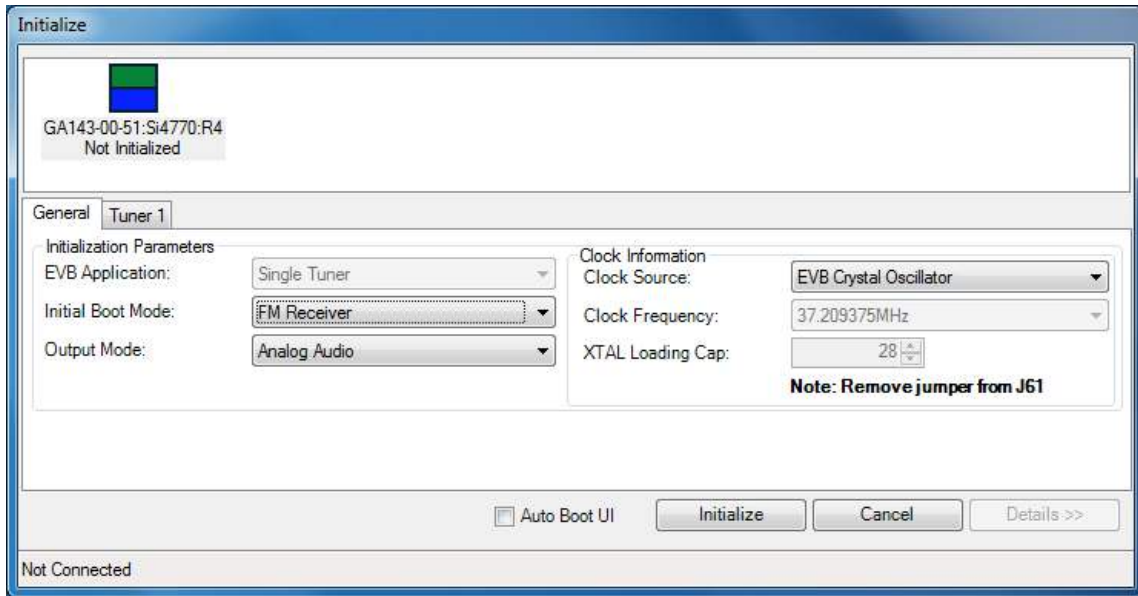 Initialize
GA143-00-51:Si4770:R4
Not Initialized
General Tuner 1
Initialization Parameters
EVB Application: Single Tuner
Initial Boot Mode: FM Receiver
Output Mode: Analog Audio
Clock Information
Clock Source: EVB Crystal Oscillator
Clock Frequency: 37.209375MHz
XTAL Loading Cap: 28
Note: Remove jumper from J61
Auto Boot UI Initialize Cancel Details >>
Not Connected